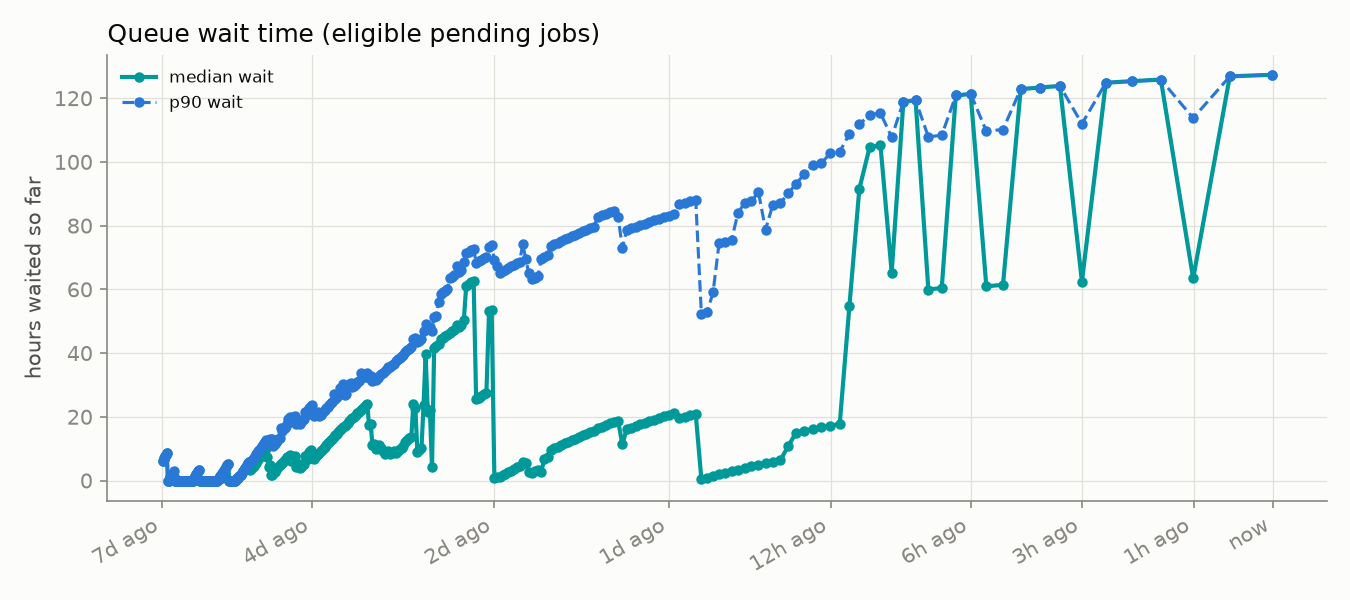 Queue wait time (eligible pending jobs)
median wait
p90 wait
hours waited so far
120
100
80
60
40
20
0
7d ago
4d ago
2d ago
1d ago
12h ago
6h ago
3h ago
1h ago
now